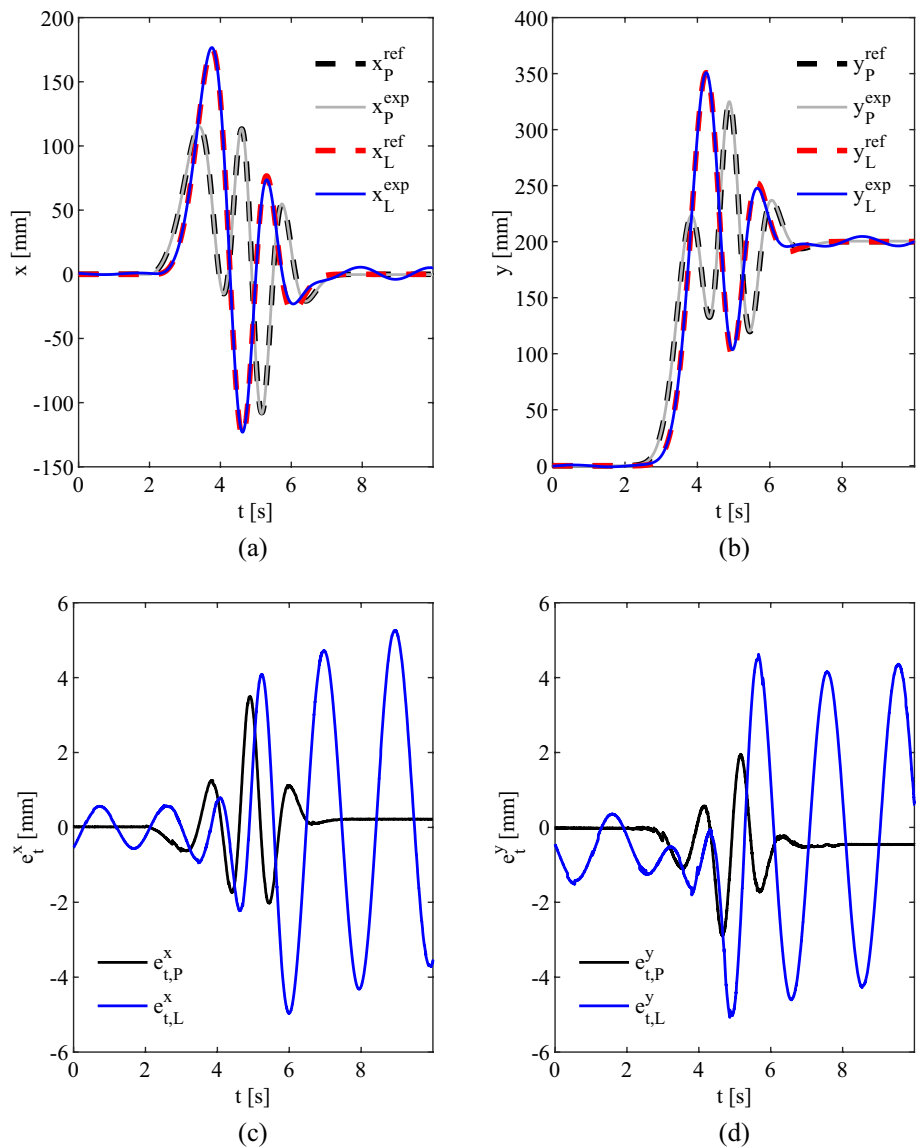 200
150
100
50
0
-50
-100
-150
x [mm]
x_P^ref
x_P^exp
x_L^ref
x_L^exp
0 2 4 6 8
t [s]
(a)
400
350
300
250
200
150
100
50
0
y [mm]
y_P^ref
y_P^exp
y_L^ref
y_L^exp
0 2 4 6 8
t [s]
(b)
6
4
2
0
-2
-4
-6
e_t^x [mm]
e_t,P^x
e_t,L^x
0 2 4 6 8
t [s]
(c)
6
4
2
0
-2
-4
-6
e_t^y [mm]
e_t,P^y
e_t,L^y
0 2 4 6 8
t [s]
(d)